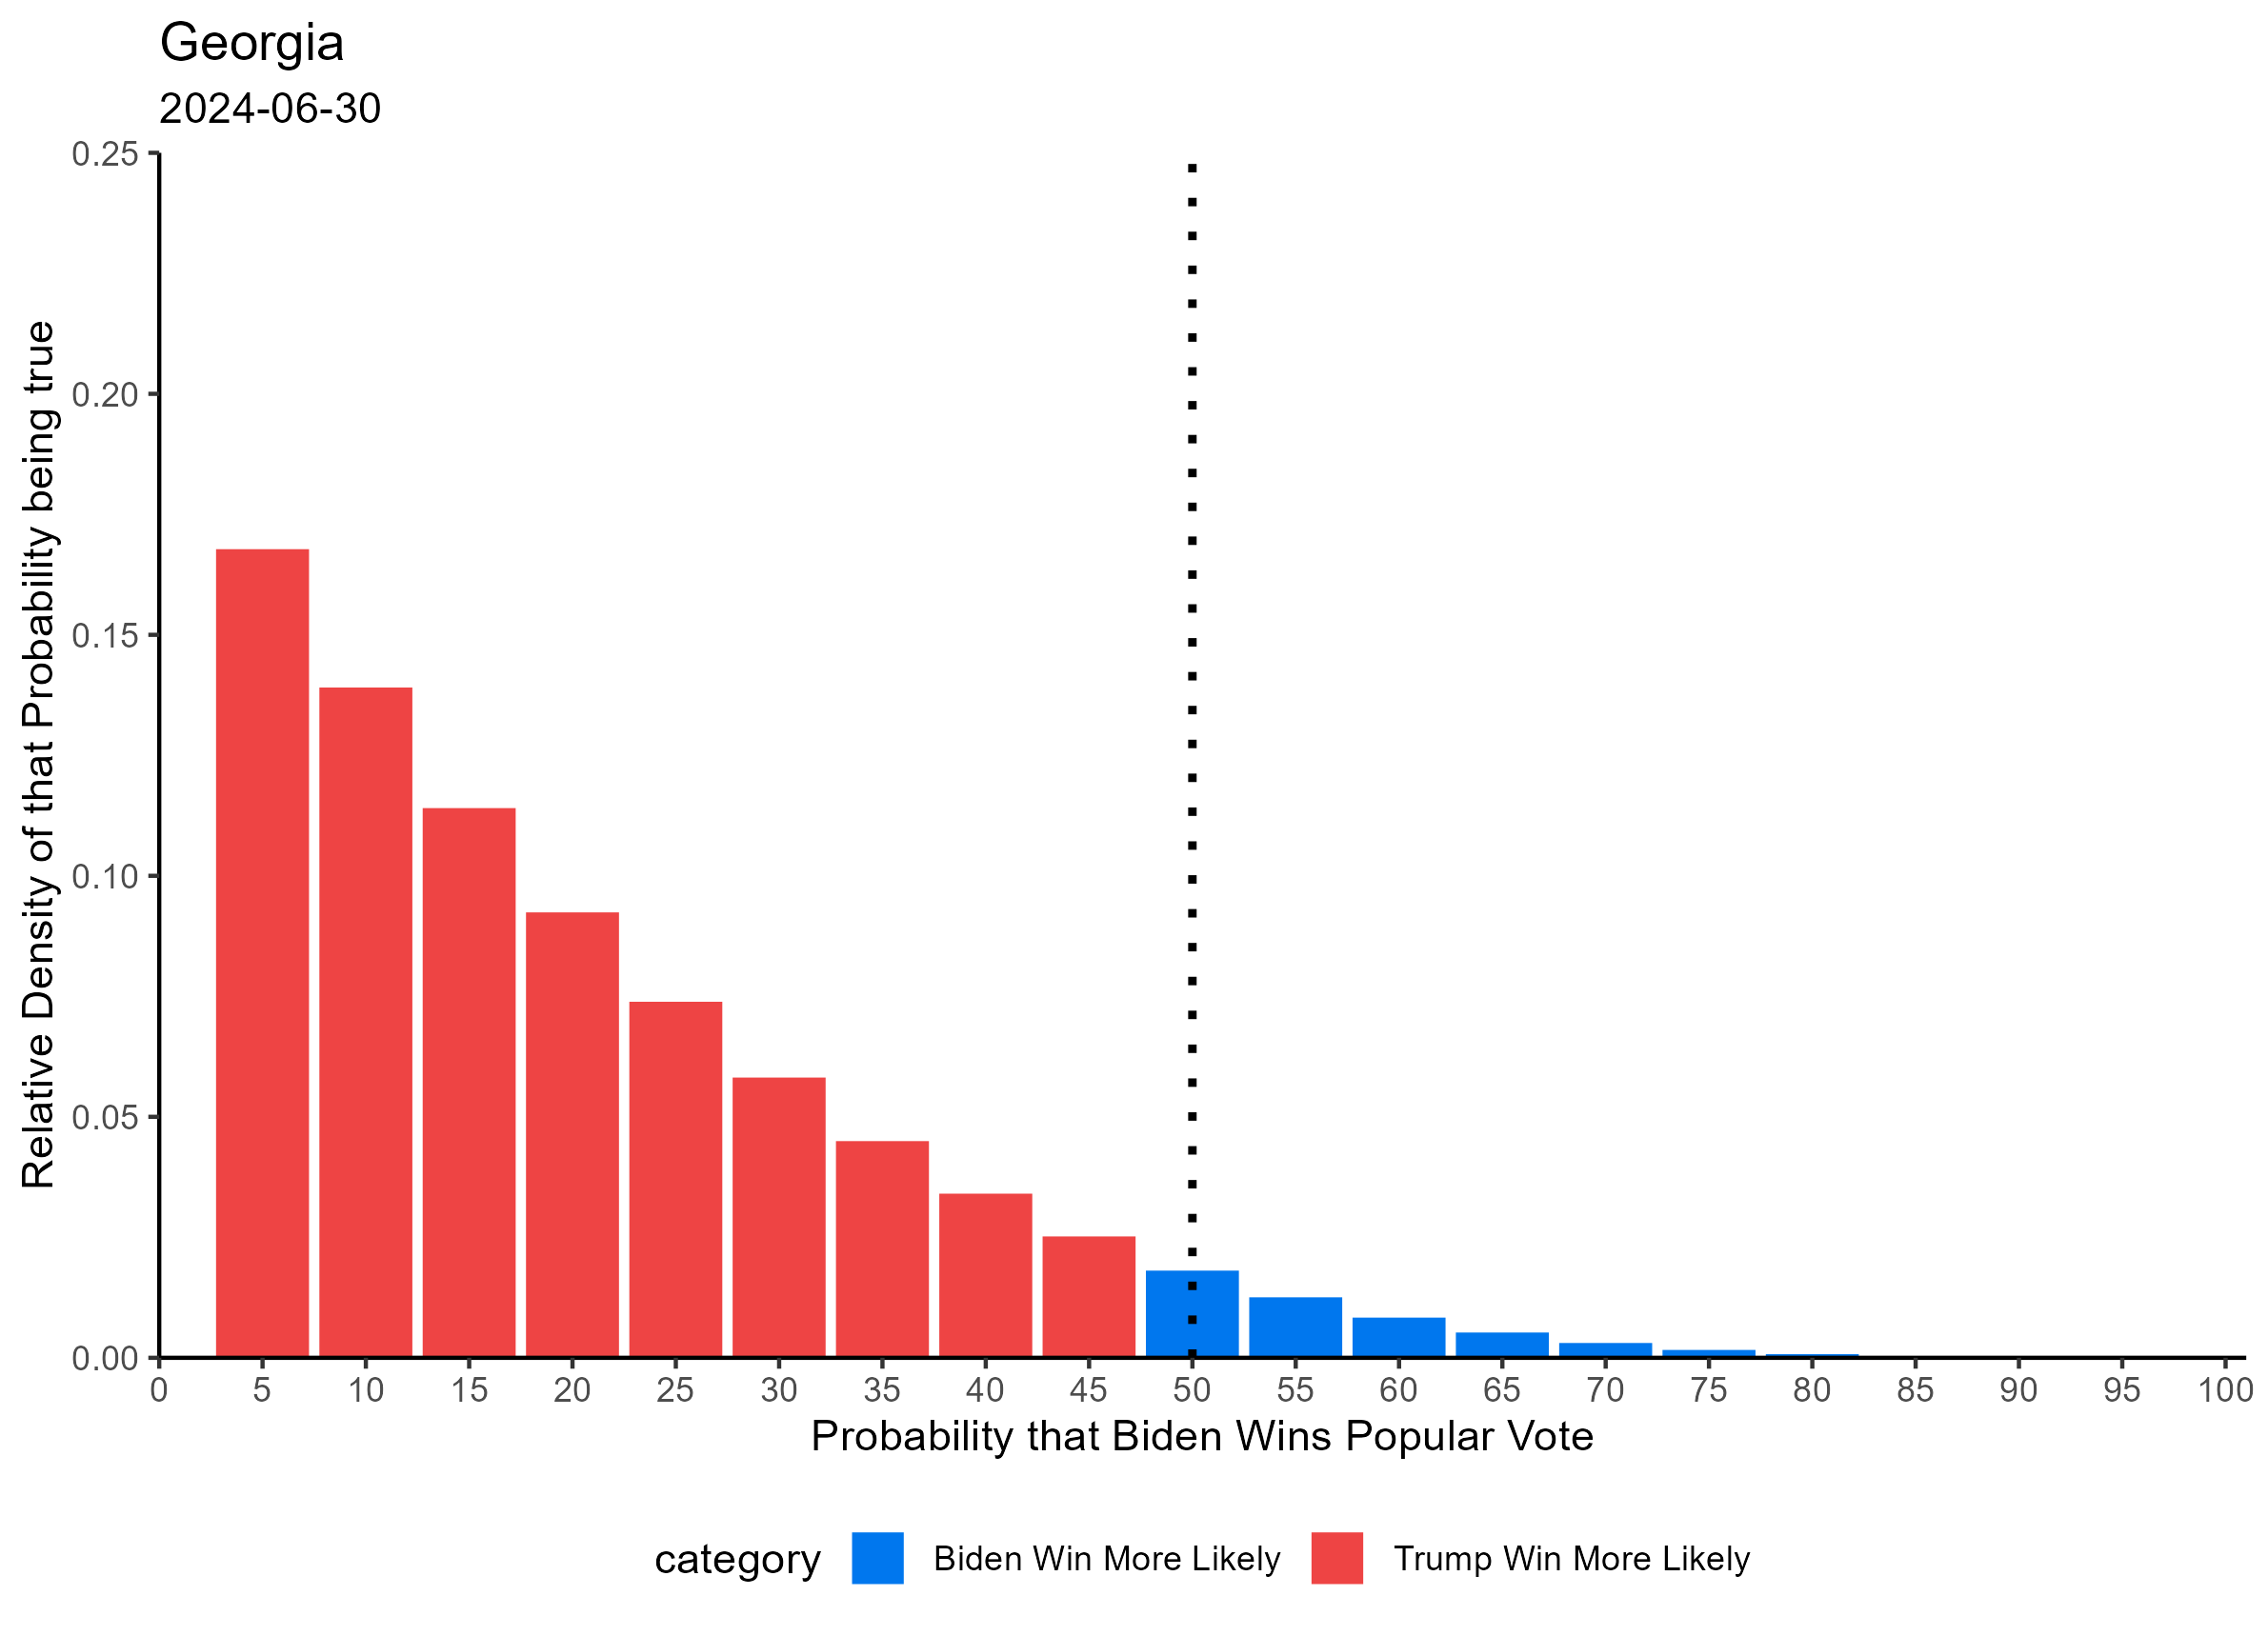 Georgia
2024-06-30
Relative Density of that Probability being true
0.25
0.20
0.15
0.10
0.05
0.00
0 5 10 15 20 25 30 35 40 45 50 55 60 65 70 75 80 85 90 95 100
Probability that Biden Wins Popular Vote
category Biden Win More Likely Trump Win More Likely